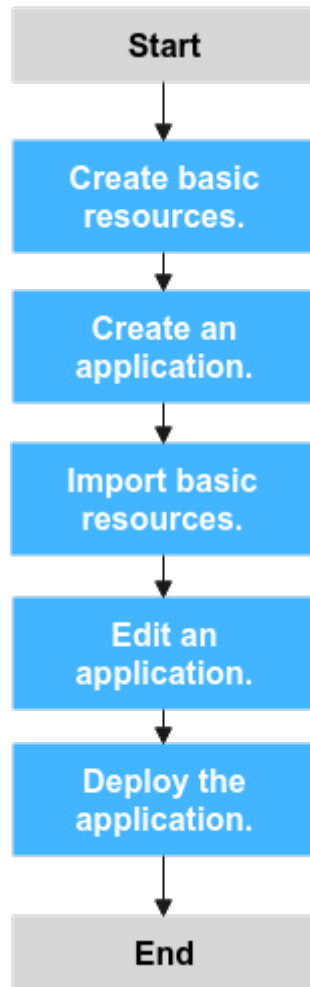 Start
Create basic
resources.
Create an
application.
Import basic
resources.
Edit an
application.
Deploy the
application.
End